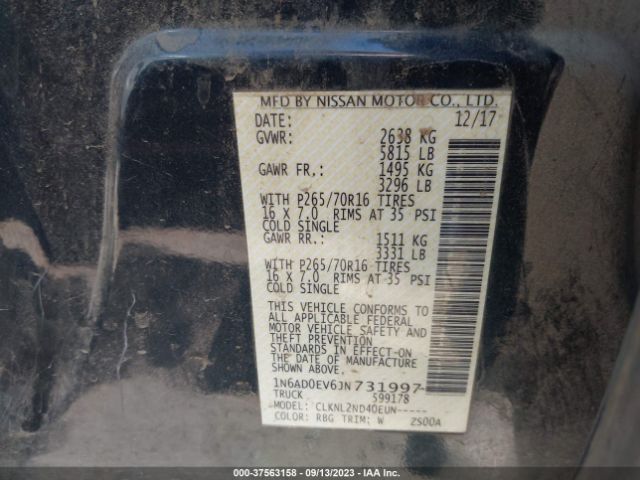 MFD BY NISSAN MOTOR CO., LTD.
DATE: 12/17
GVWR: 2638 KG
5815 LB
GAWR FR.: 1495 KG
3296 LB
WITH P265/70R16 TIRES
16 X 7.0 RIMS AT 35 PSI
COLD SINGLE
GAWR RR.: 1511 KG
3331 LB
WITH P265/70R16 TIRES
16 X 7.0 RIMS AT 35 PSI
COLD SINGLE
THIS VEHICLE CONFORMS TO
ALL APPLICABLE FEDERAL
MOTOR VEHICLE SAFETY AND
THEFT PREVENTION
STANDARDS IN EFFECT ON
THE DATE OF MANUFACTURE
SHOWN ABOVE.
1N6AD0EV6JN731997
TRUCK 599178
MODEL: CLKNL2ND40EUN-----
COLOR: RBG TRIM: W 2S00A
000-37563158 - 09/13/2023 - IAA Inc.